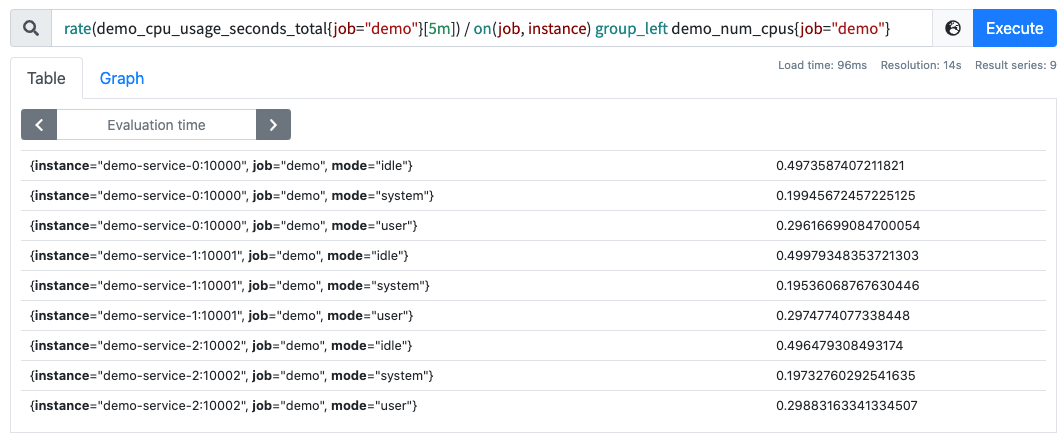 rate(demo_cpu_usage_seconds_total{job="demo"}[5m]) / on(job, instance) group_left demo_num_cpus{job="demo"} Execute
Load time: 96ms Resolution: 14s Result series: 9
Table Graph
Evaluation time
{instance="demo-service-0:10000", job="demo", mode="idle"} 0.4973587407211821
{instance="demo-service-0:10000", job="demo", mode="system"} 0.19945672457225125
{instance="demo-service-0:10000", job="demo", mode="user"} 0.29616699084700054
{instance="demo-service-1:10001", job="demo", mode="idle"} 0.49979348353721303
{instance="demo-service-1:10001", job="demo", mode="system"} 0.19536068767630446
{instance="demo-service-1:10001", job="demo", mode="user"} 0.2974774077338448
{instance="demo-service-2:10002", job="demo", mode="idle"} 0.496479308493174
{instance="demo-service-2:10002", job="demo", mode="system"} 0.19732760292541635
{instance="demo-service-2:10002", job="demo", mode="user"} 0.29883163341334507